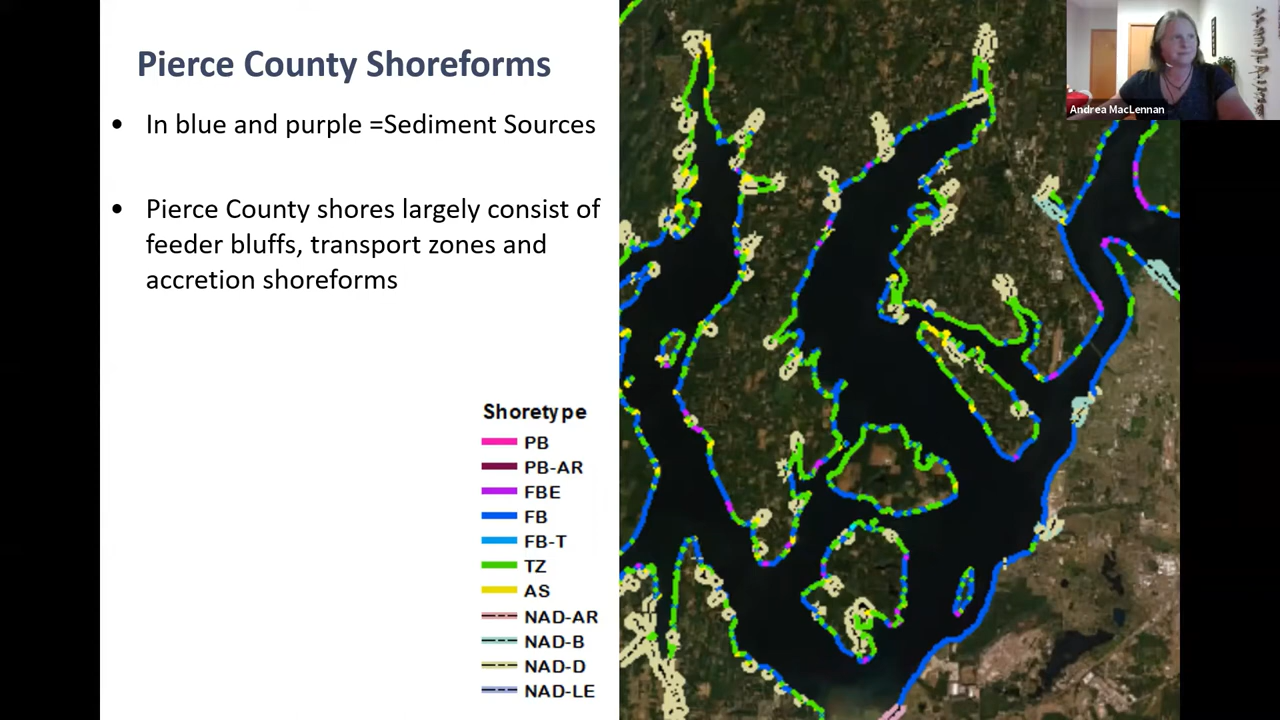 Pierce County Shoreforms
• In blue and purple =Sediment Sources
• Pierce County shores largely consist of
feeder bluffs, transport zones and
accretion shoreforms
Shoretype
PB
PB-AR
FBE
FB
FB-T
TZ
AS
NAD-AR
NAD-B
NAD-D
NAD-LE
Andrea MacLennan